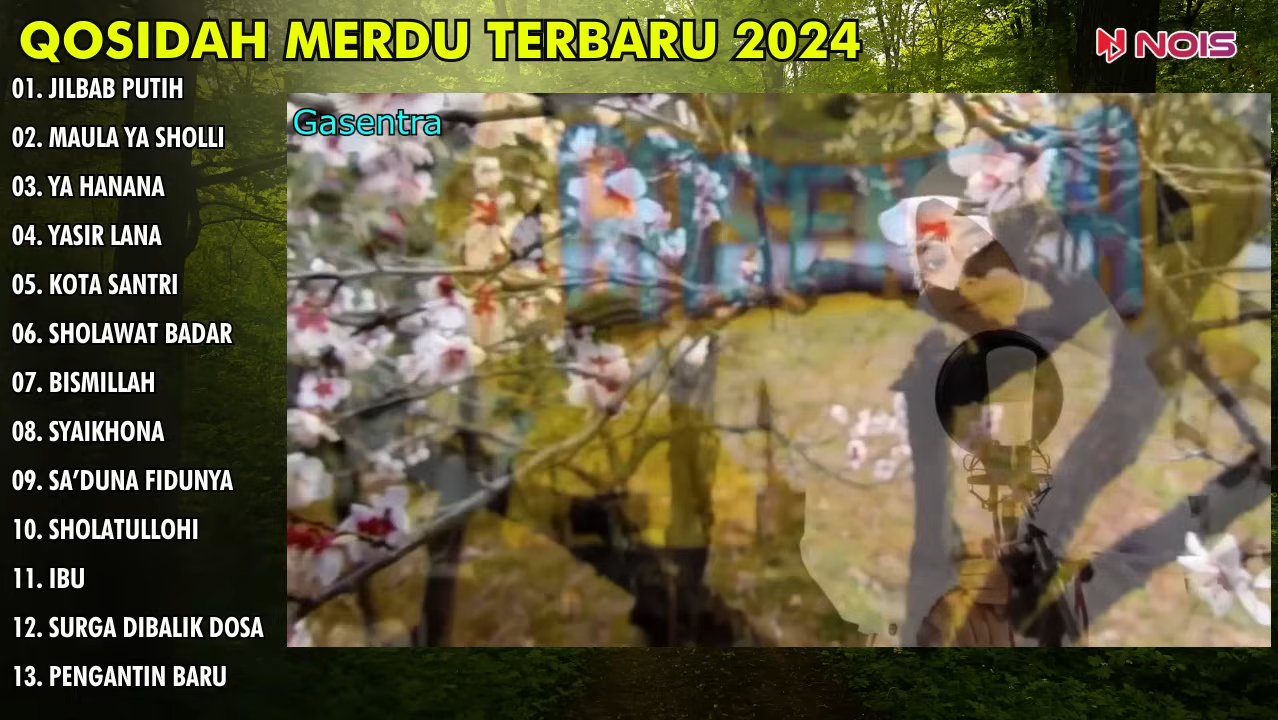 QOSIDAH MERDU TERBARU 2024
NOIS
01. JILBAB PUTIH
02. MAULA YA SHOLLI
03. YA HANANA
04. YASIR LANA
05. KOTA SANTRI
06. SHOLAWAT BADAR
07. BISMILLAH
08. SYAIKHONA
09. SA’DUNA FIDUNYA
10. SHOLATULLOHI
11. IBU
12. SURGA DIBALIK DOSA
13. PENGANTIN BARU
Gasentra